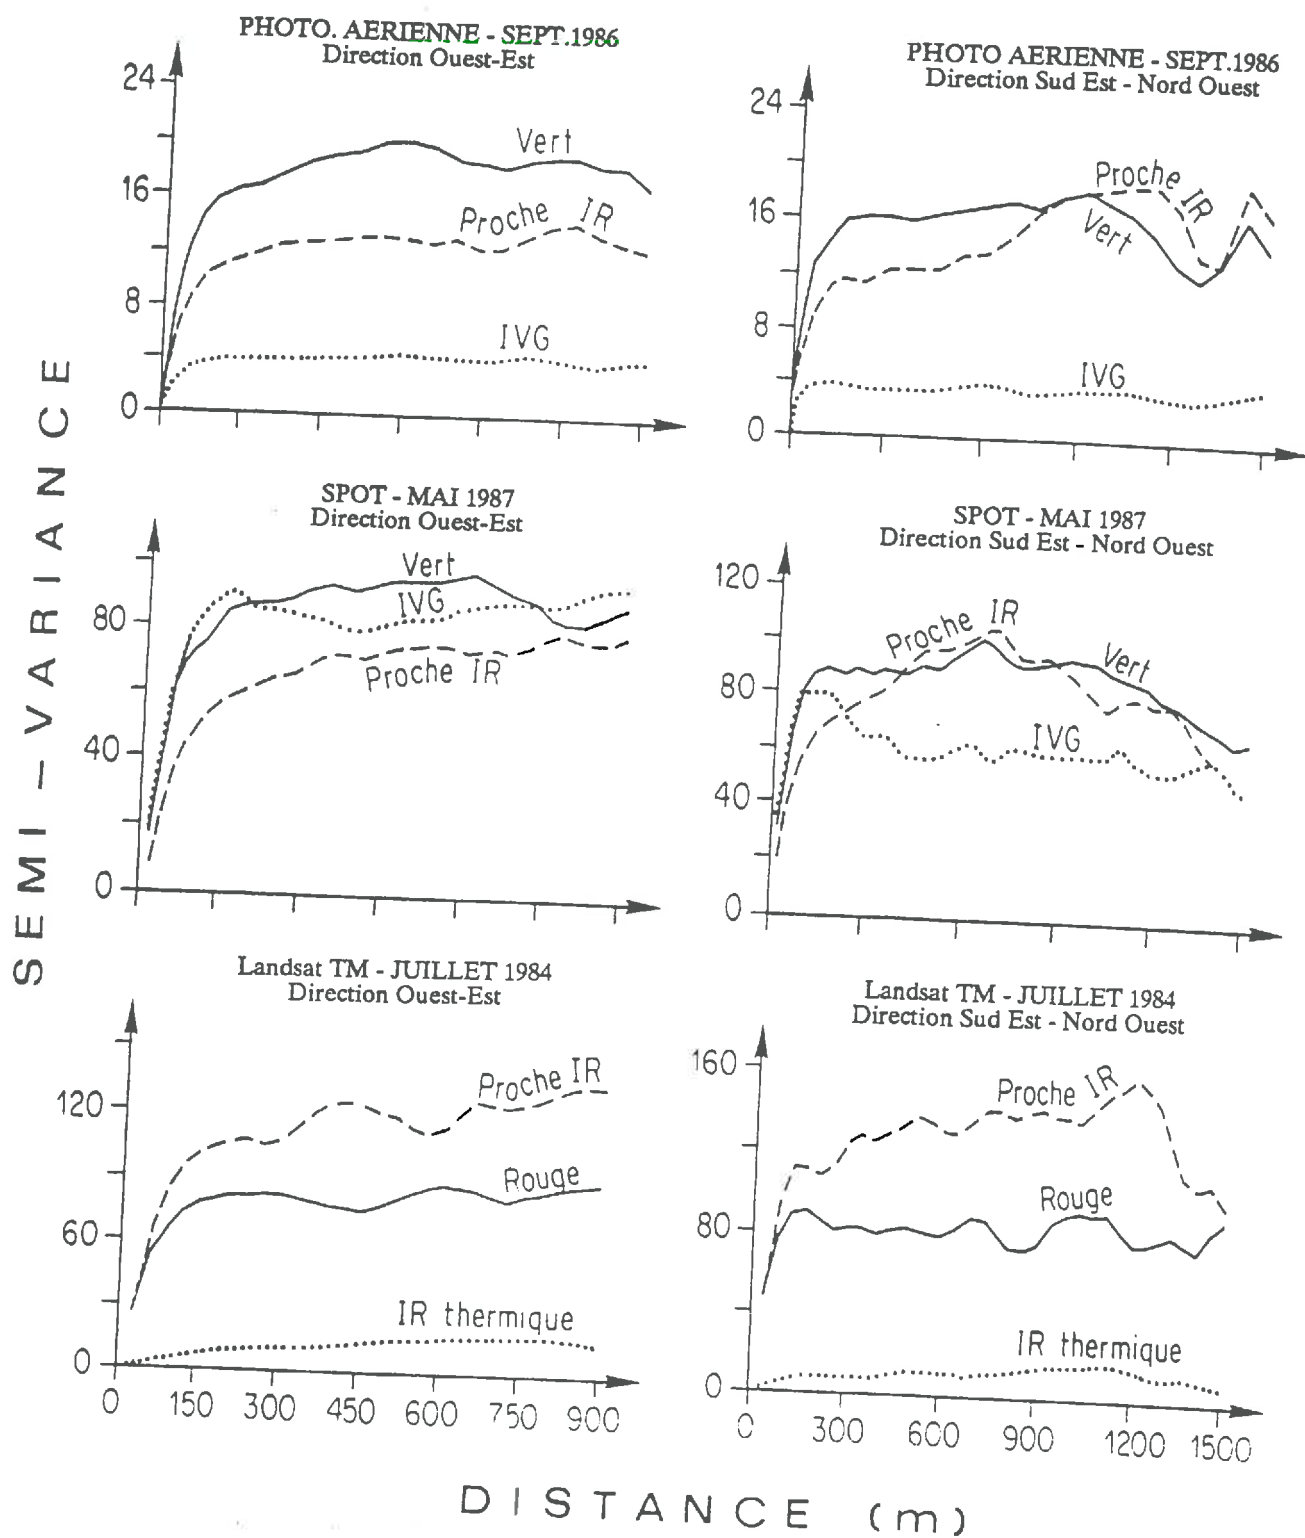 PHOTO. AERIENNE - SEPT.1986
Direction Ouest-Est
24
16
8
0
Vert
Proche IR
IVG
PHOTO AERIENNE - SEPT.1986
Direction Sud Est - Nord Ouest
24
16
8
0
Proche IR
Vert
IVG
SEMI-VARIANCE
SPOT - MAI 1987
Direction Ouest-Est
80
40
0
Vert
IVG
Proche IR
SPOT - MAI 1987
Direction Sud Est - Nord Ouest
120
80
40
0
Proche IR
Vert
IVG
Landsat TM - JUILLET 1984
Direction Ouest-Est
120
60
0
Proche IR
Rouge
IR thermique
0 150 300 450 600 750 900
Landsat TM - JUILLET 1984
Direction Sud Est - Nord Ouest
160
80
0
Proche IR
Rouge
IR thermique
0 300 600 900 1200 1500
DISTANCE (m)